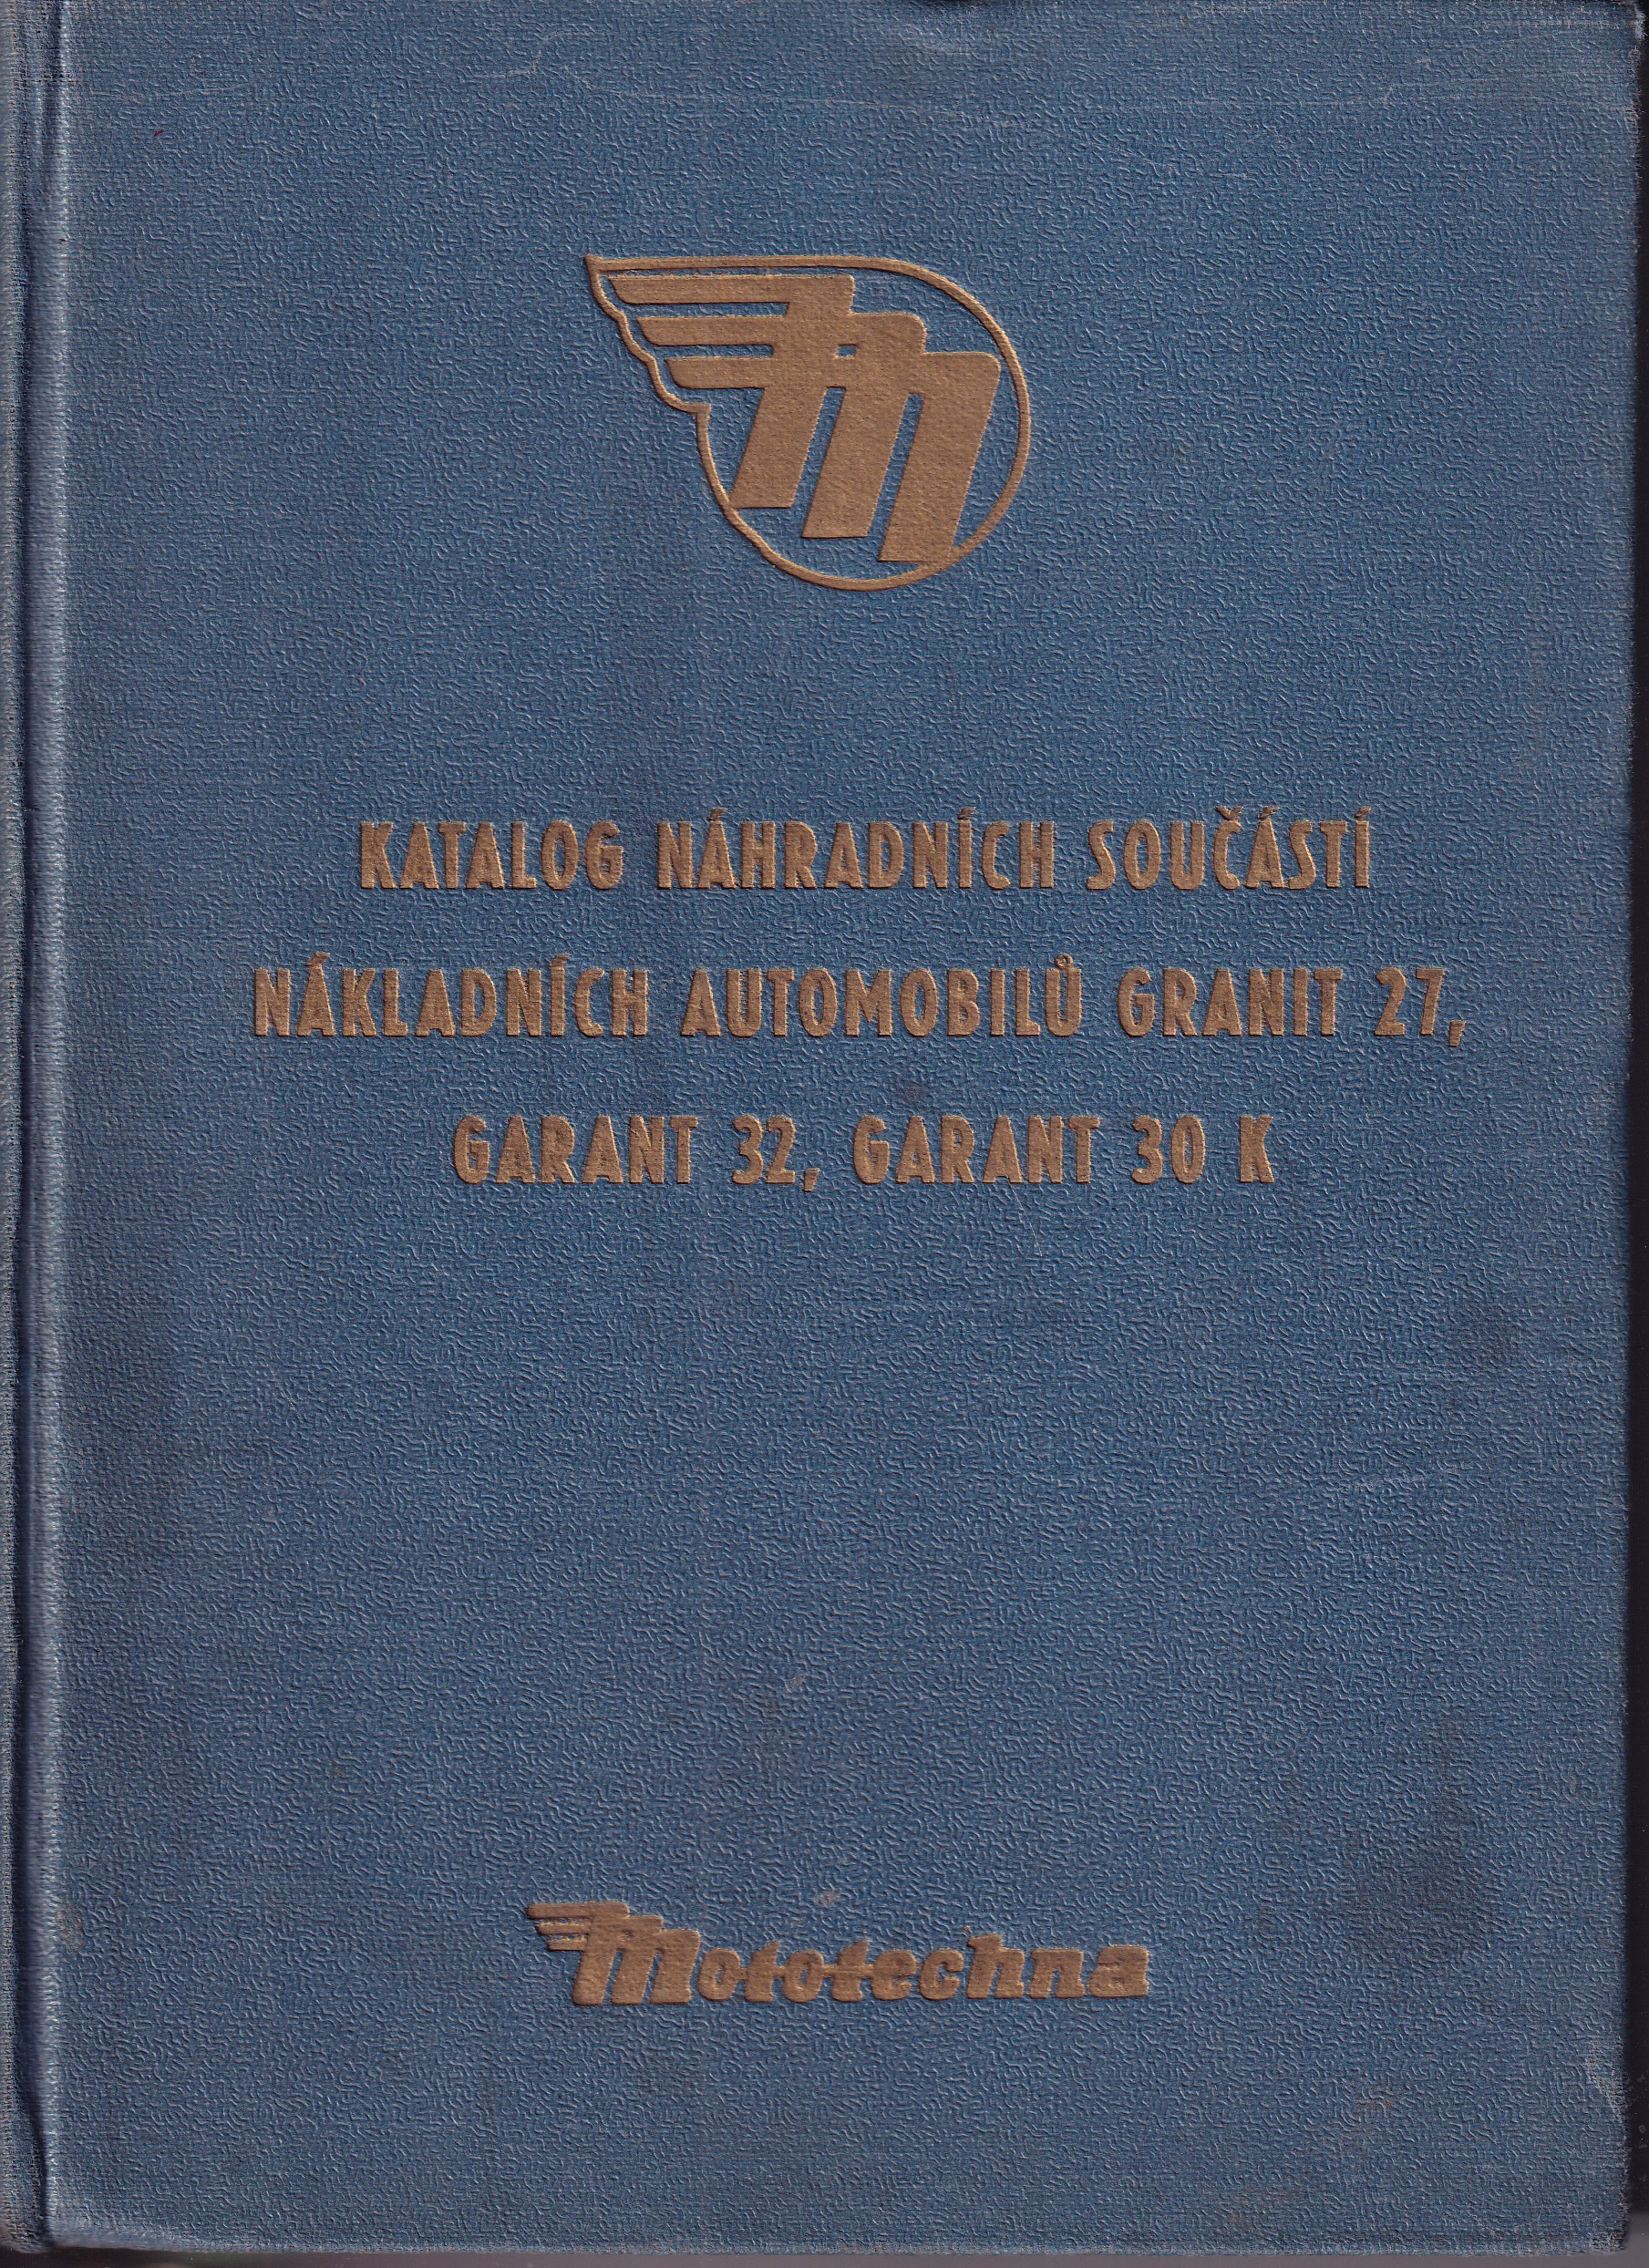 KATALOG NÁHRADNÍCH SOUČÁSTÍ
NÁKLADNÍCH AUTOMOBILŮ GRANIT 27,
GARANT 32, GARANT 30 K
Mototechna